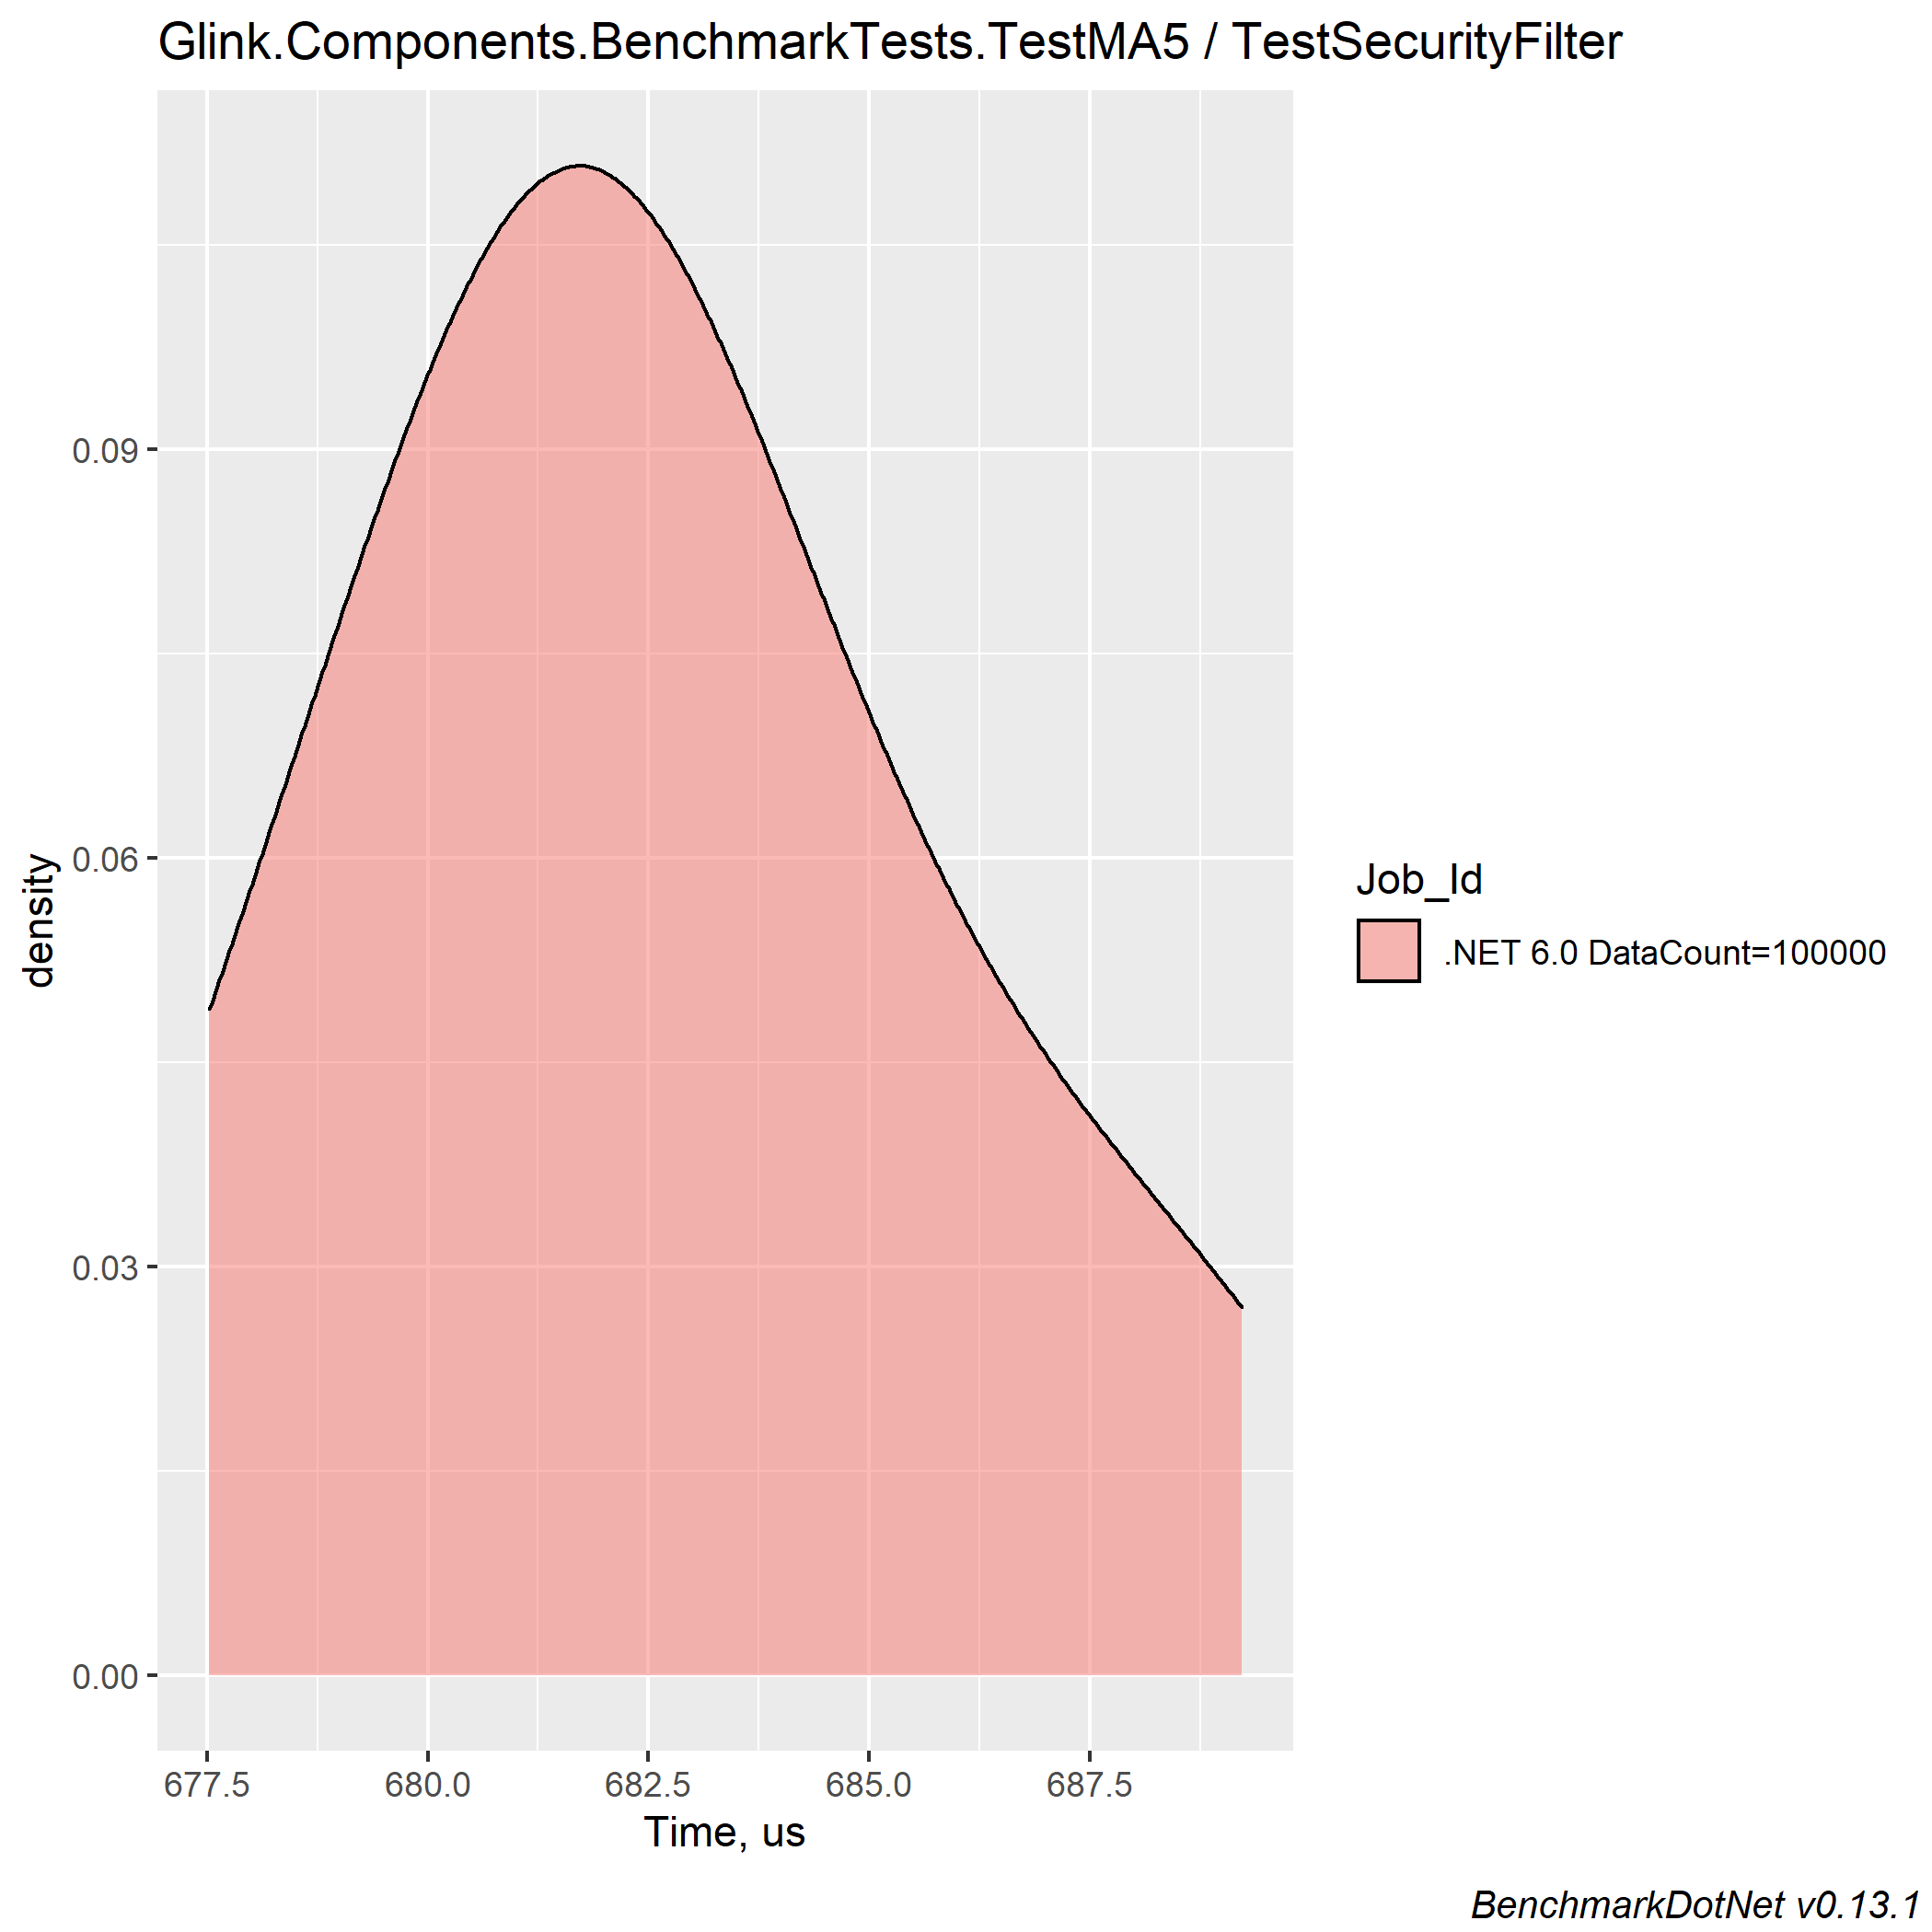 Glink.Components.BenchmarkTests.TestMA5 / TestSecurityFilter
density
0.09
0.06
0.03
0.00
677.5 680.0 682.5 685.0 687.5
Time, us
Job_Id
.NET 6.0 DataCount=100000
BenchmarkDotNet v0.13.1